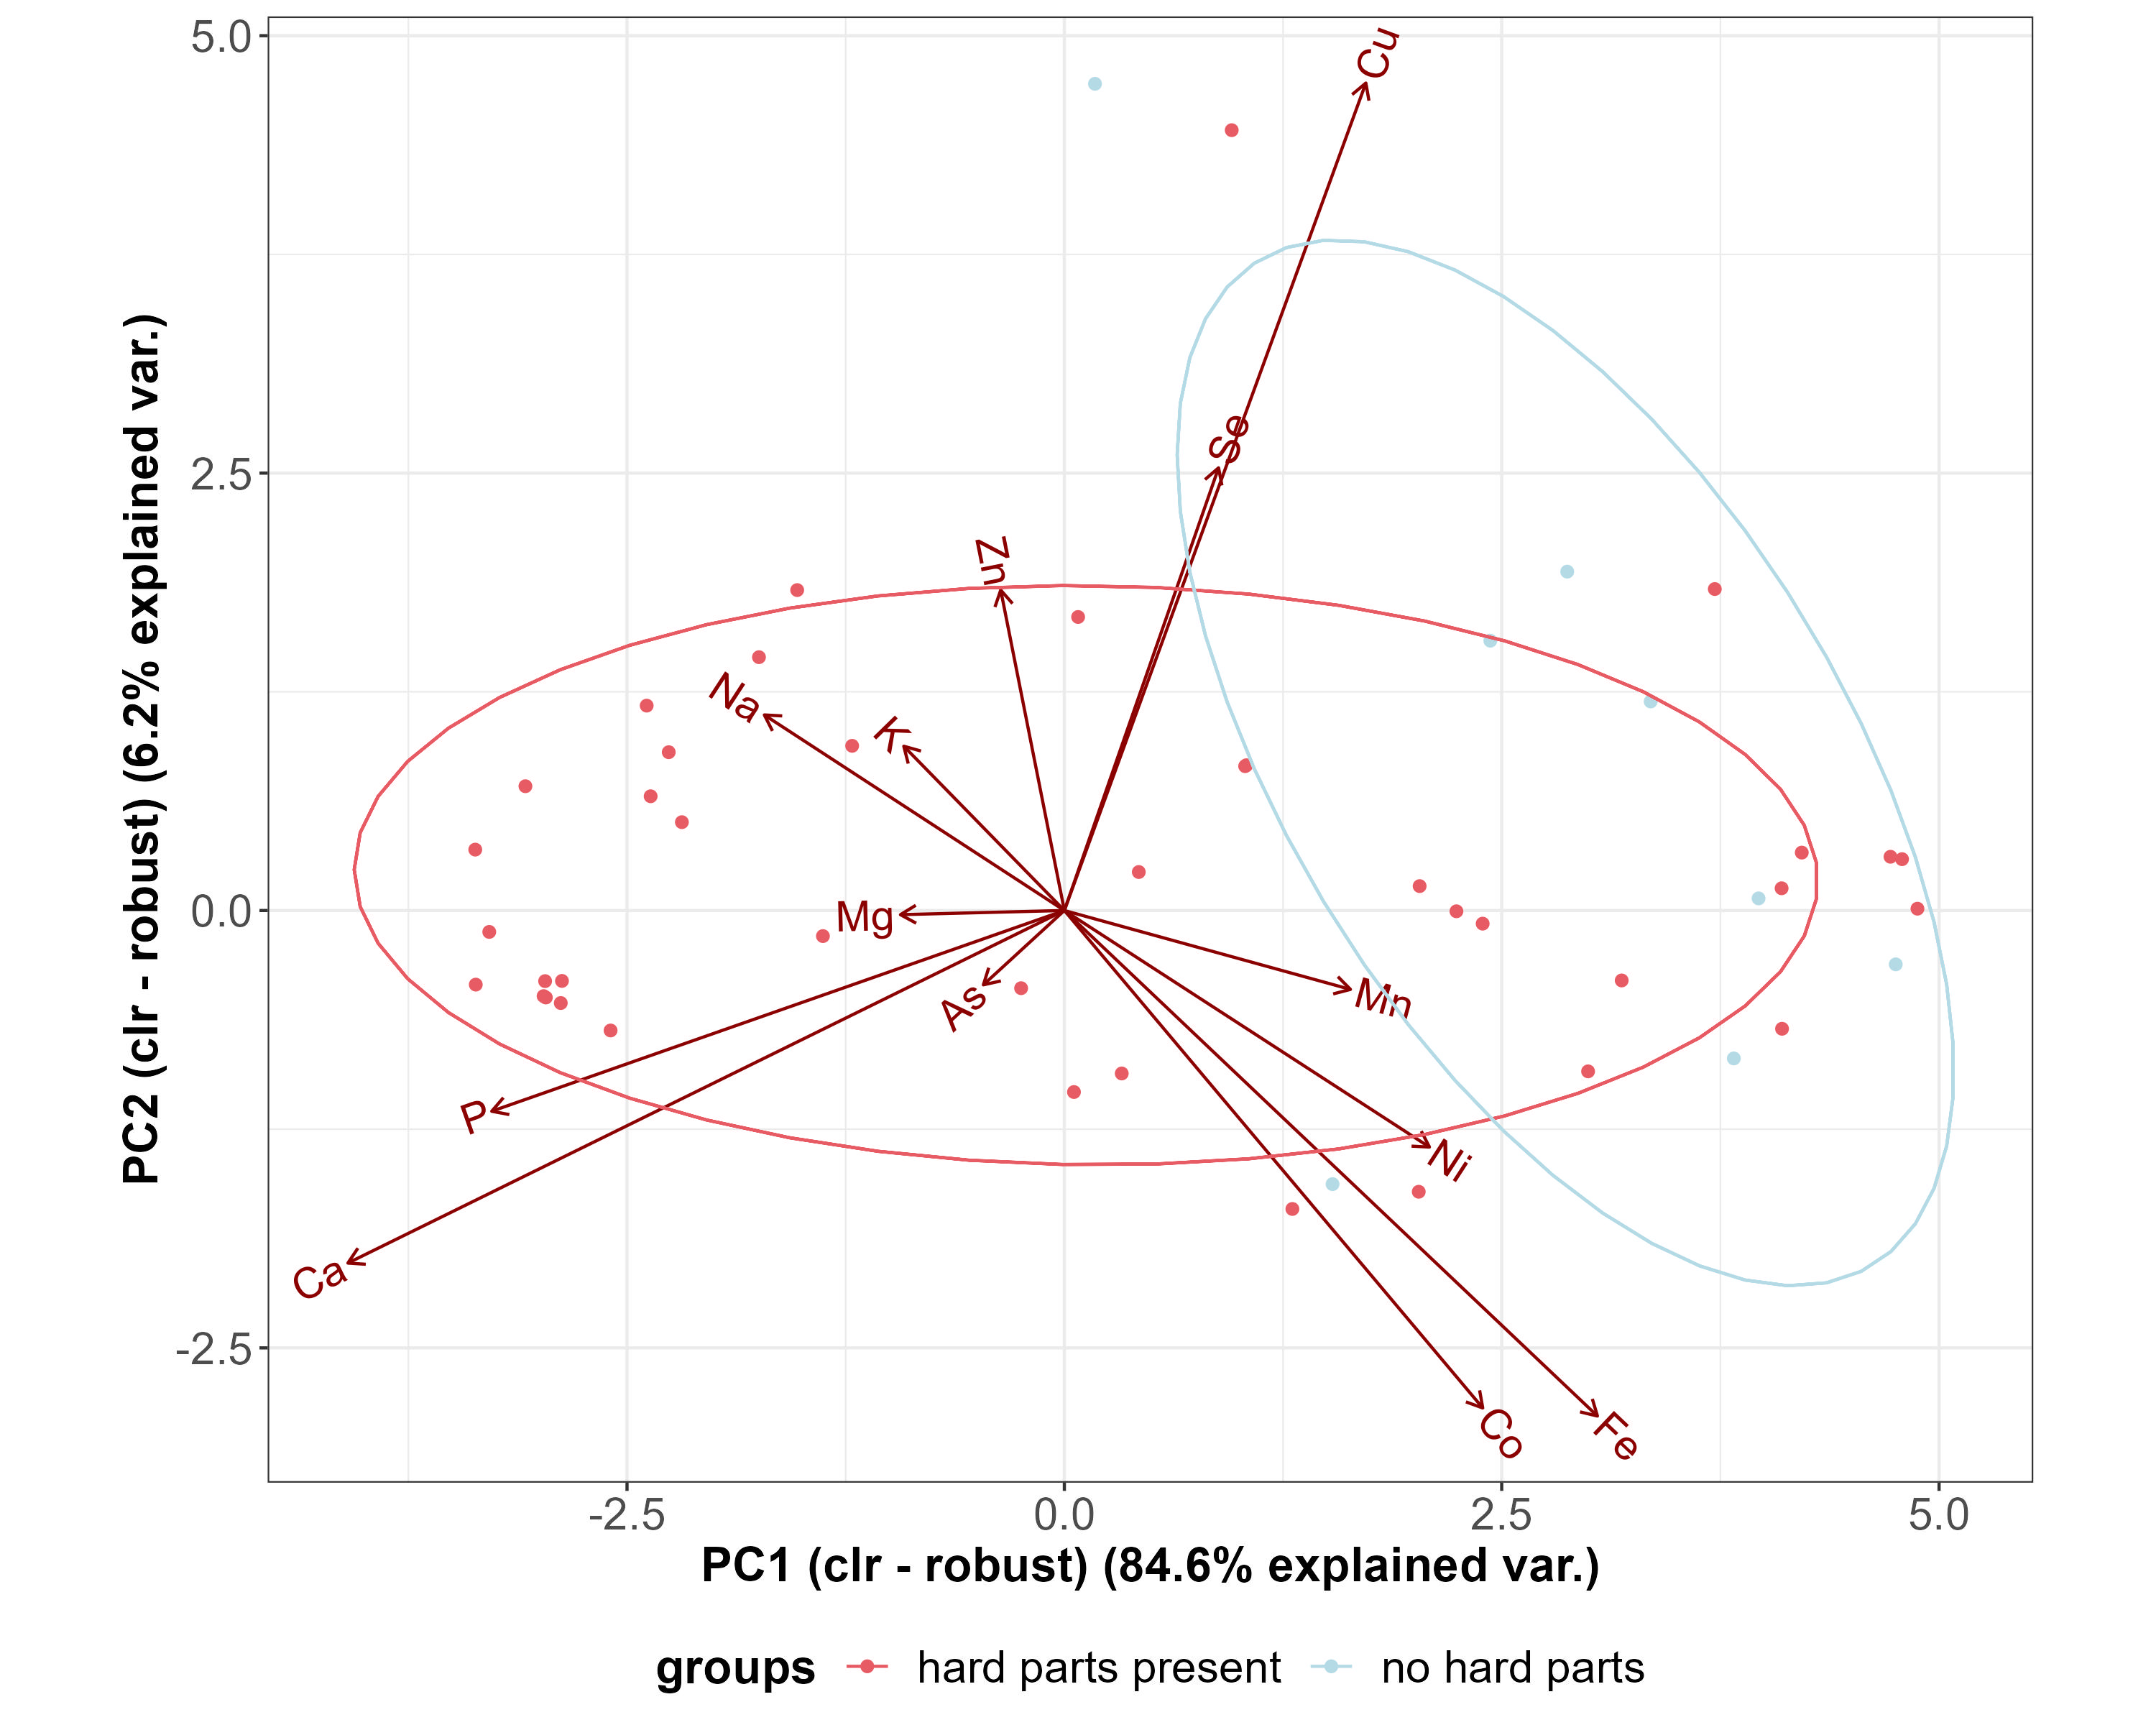 5.0
2.5
0.0
-2.5
PC2 (clr - robust) (6.2% explained var.)
Cu
Se
Zn
Na
K
Mg
As
Mn
P
Ni
Ca
Co
Fe
-2.5 0.0 2.5 5.0
PC1 (clr - robust) (84.6% explained var.)
groups hard parts present no hard parts